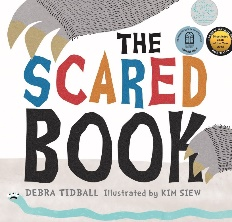 THE
SCARED
BOOK
DEBRA TIDBALL Illustrated by KIM SIEW